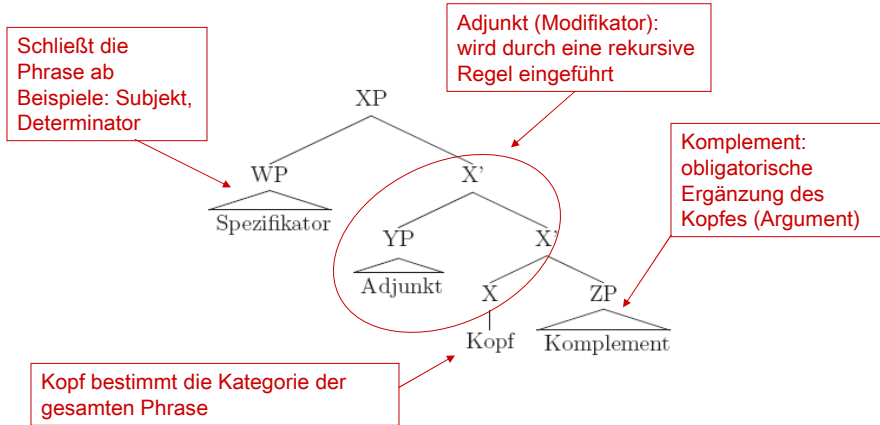 Schließt die
Phrase ab
Beispiele: Subjekt,
Determinator
Adjunkt (Modifikator):
wird durch eine rekursive
Regel eingeführt
Komplement:
obligatorische
Ergänzung des
Kopfes (Argument)
XP
WP
X'
Spezifikator
YP
X'
Adjunkt
X
ZP
Kopf
Komplement
Kopf bestimmt die Kategorie der
gesamten Phrase